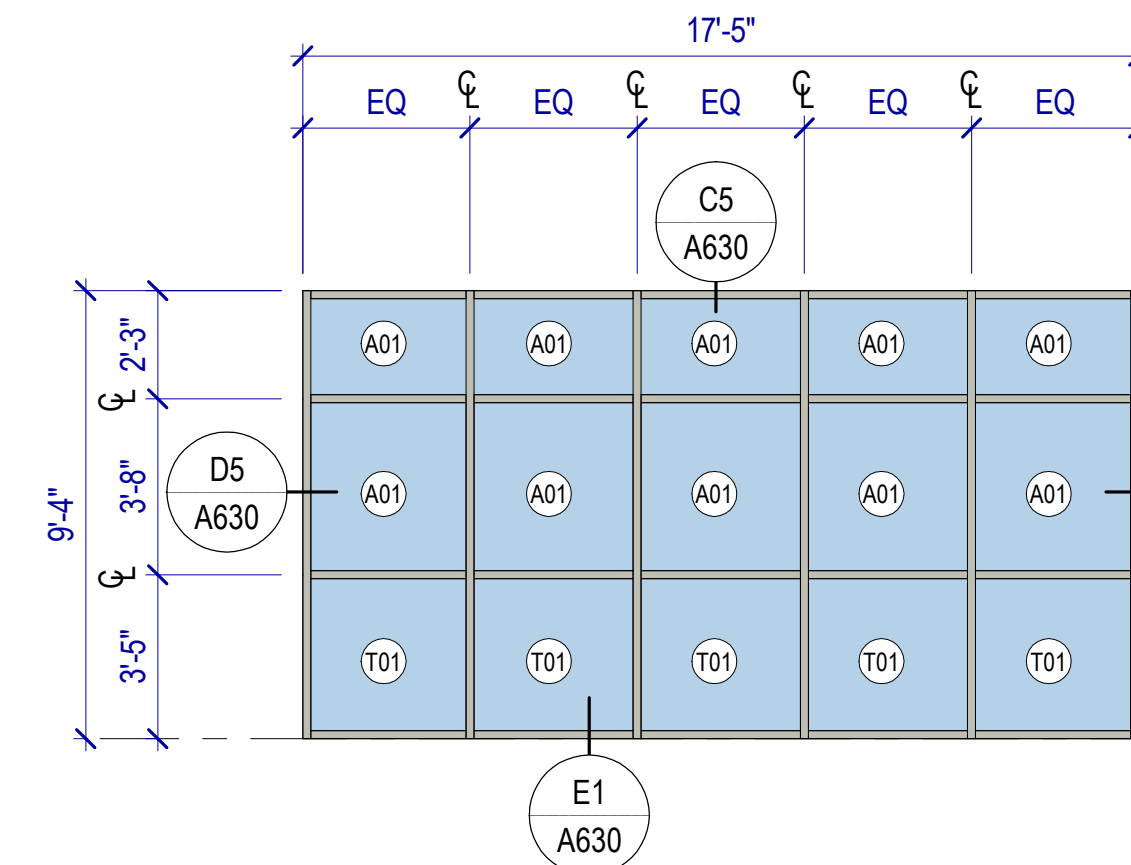 17'-5"
EQ ℄ EQ ℄ EQ ℄ EQ ℄ EQ
C5
A630
2'-3"
A01 A01 A01 A01 A01
℄
9'-4"
3'-8"
D5
A630
A01 A01 A01 A01 A01
℄
3'-5"
T01 T01 T01 T01 T01
E1
A630